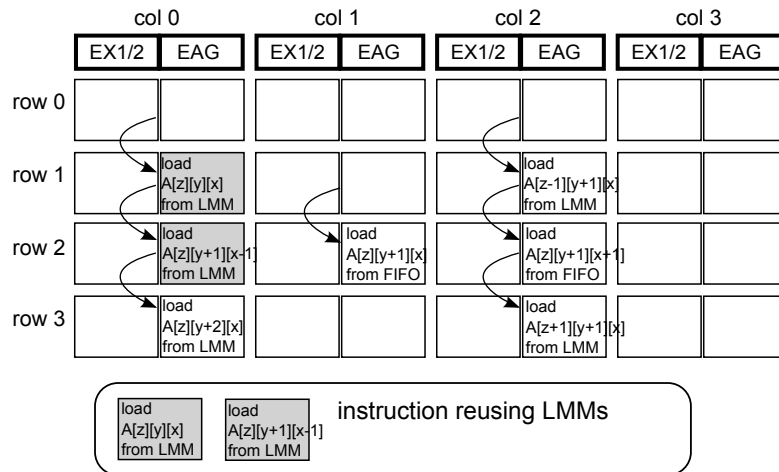 col 0 col 1 col 2 col 3
EX1/2 EAG EX1/2 EAG EX1/2 EAG EX1/2 EAG
row 0
row 1
load
A[z][y][x]
from LMM
load
A[z-1][y+1][x]
from LMM
row 2
load
A[z][y+1][x-1]
from LMM
load
A[z][y+1][x]
from FIFO
load
A[z][y+1][x+1]
from FIFO
row 3
load
A[z][y+2][x]
from LMM
load
A[z+1][y+1][x]
from LMM
load
A[z][y][x]
from LMM
load
A[z][y+1][x-1]
from LMM
instruction reusing LMMs